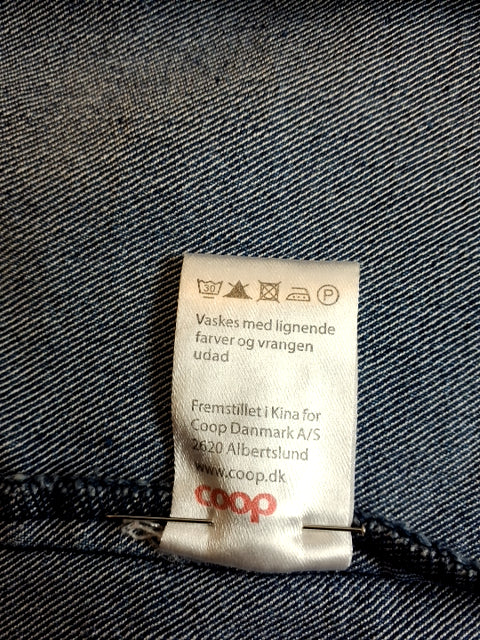 30 P
Vaskes med lignende
farver og vrangen
udad
Fremstillet i Kina for
Coop Danmark A/S
2620 Albertslund
www.coop.dk
coop